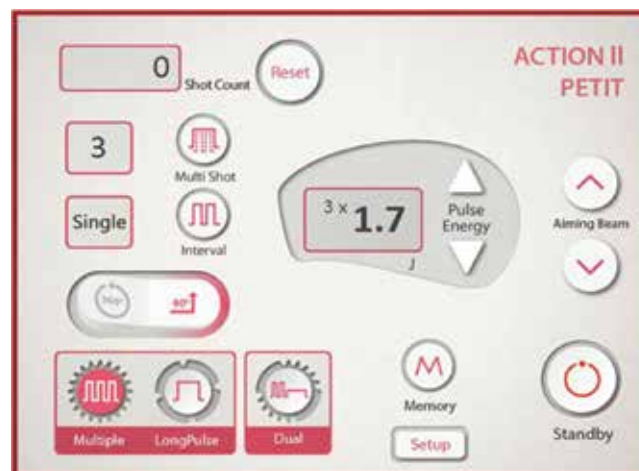 ACTION II
PETIT
0
Shot Count
Reset
3
Multi Shot
Single
Interval
3 x 1.7
J
Pulse
Energy
Aiming Beam
90°
Multiple
LongPulse
Dual
Memory
Setup
Standby